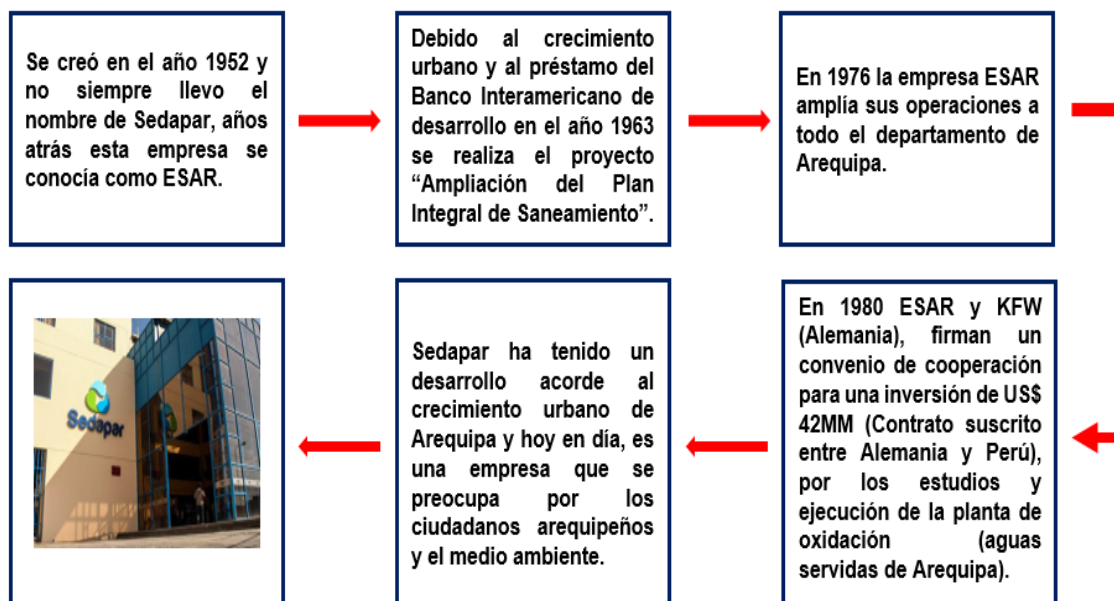 Se creó en el año 1952 y
no siempre llevo el
nombre de Sedapar, años
atrás esta empresa se
conocía como ESAR.
Debido al crecimiento
urbano y al préstamo del
Banco Interamericano de
desarrollo en el año 1963
se realiza el proyecto
“Ampliación del Plan
Integral de Saneamiento”.
En 1976 la empresa ESAR
amplía sus operaciones a
todo el departamento de
Arequipa.
En 1980 ESAR y KFW
(Alemania), firman un
convenio de cooperación
para una inversión de US$
42MM (Contrato suscrito
entre Alemania y Perú),
por los estudios y
ejecución de la planta de
oxidación (aguas
servidas de Arequipa).
Sedapar ha tenido un
desarrollo acorde al
crecimiento urbano de
Arequipa y hoy en día, es
una empresa que se
preocupa por los
ciudadanos arequipeños
y el medio ambiente.
Sedapar